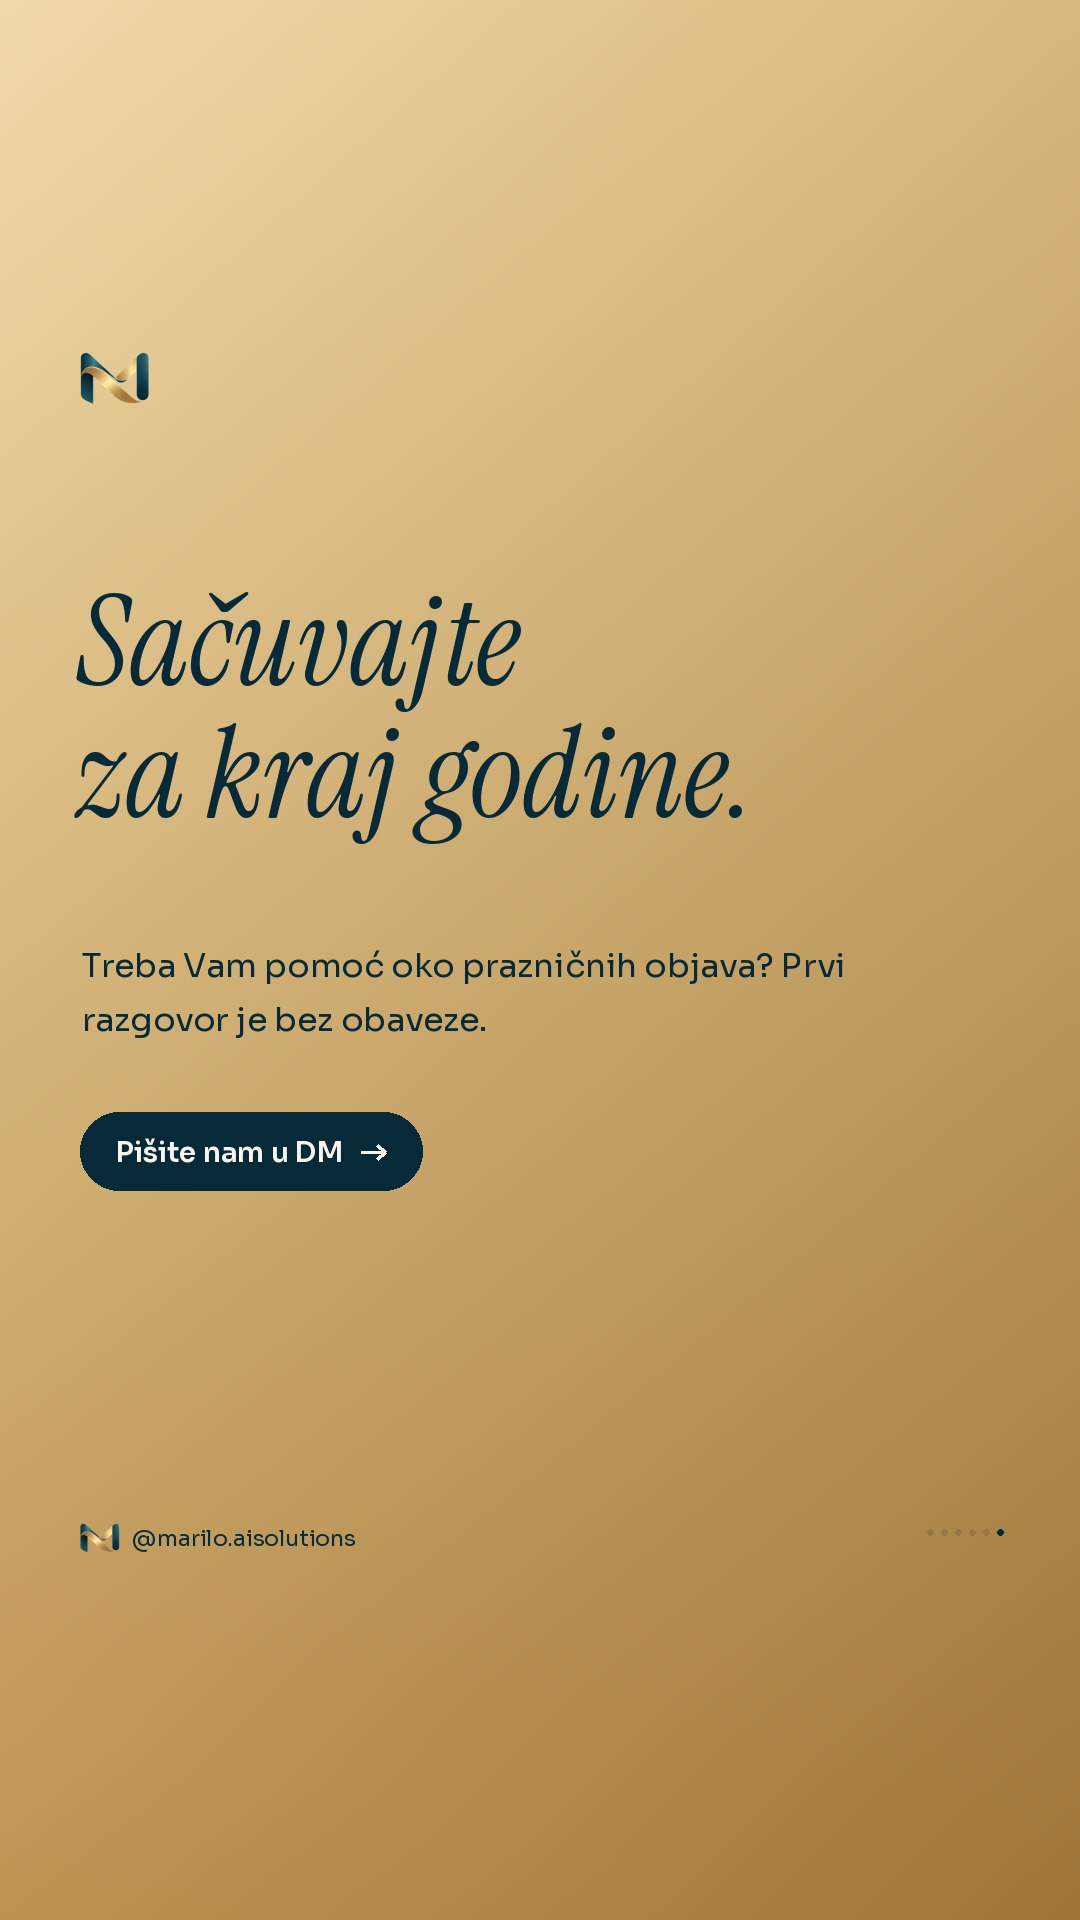 Sačuvajte
za kraj godine.
Treba Vam pomoć oko prazničnih objava? Prvi
razgovor je bez obaveze.
Pišite nam u DM →
@marilo.aisolutions